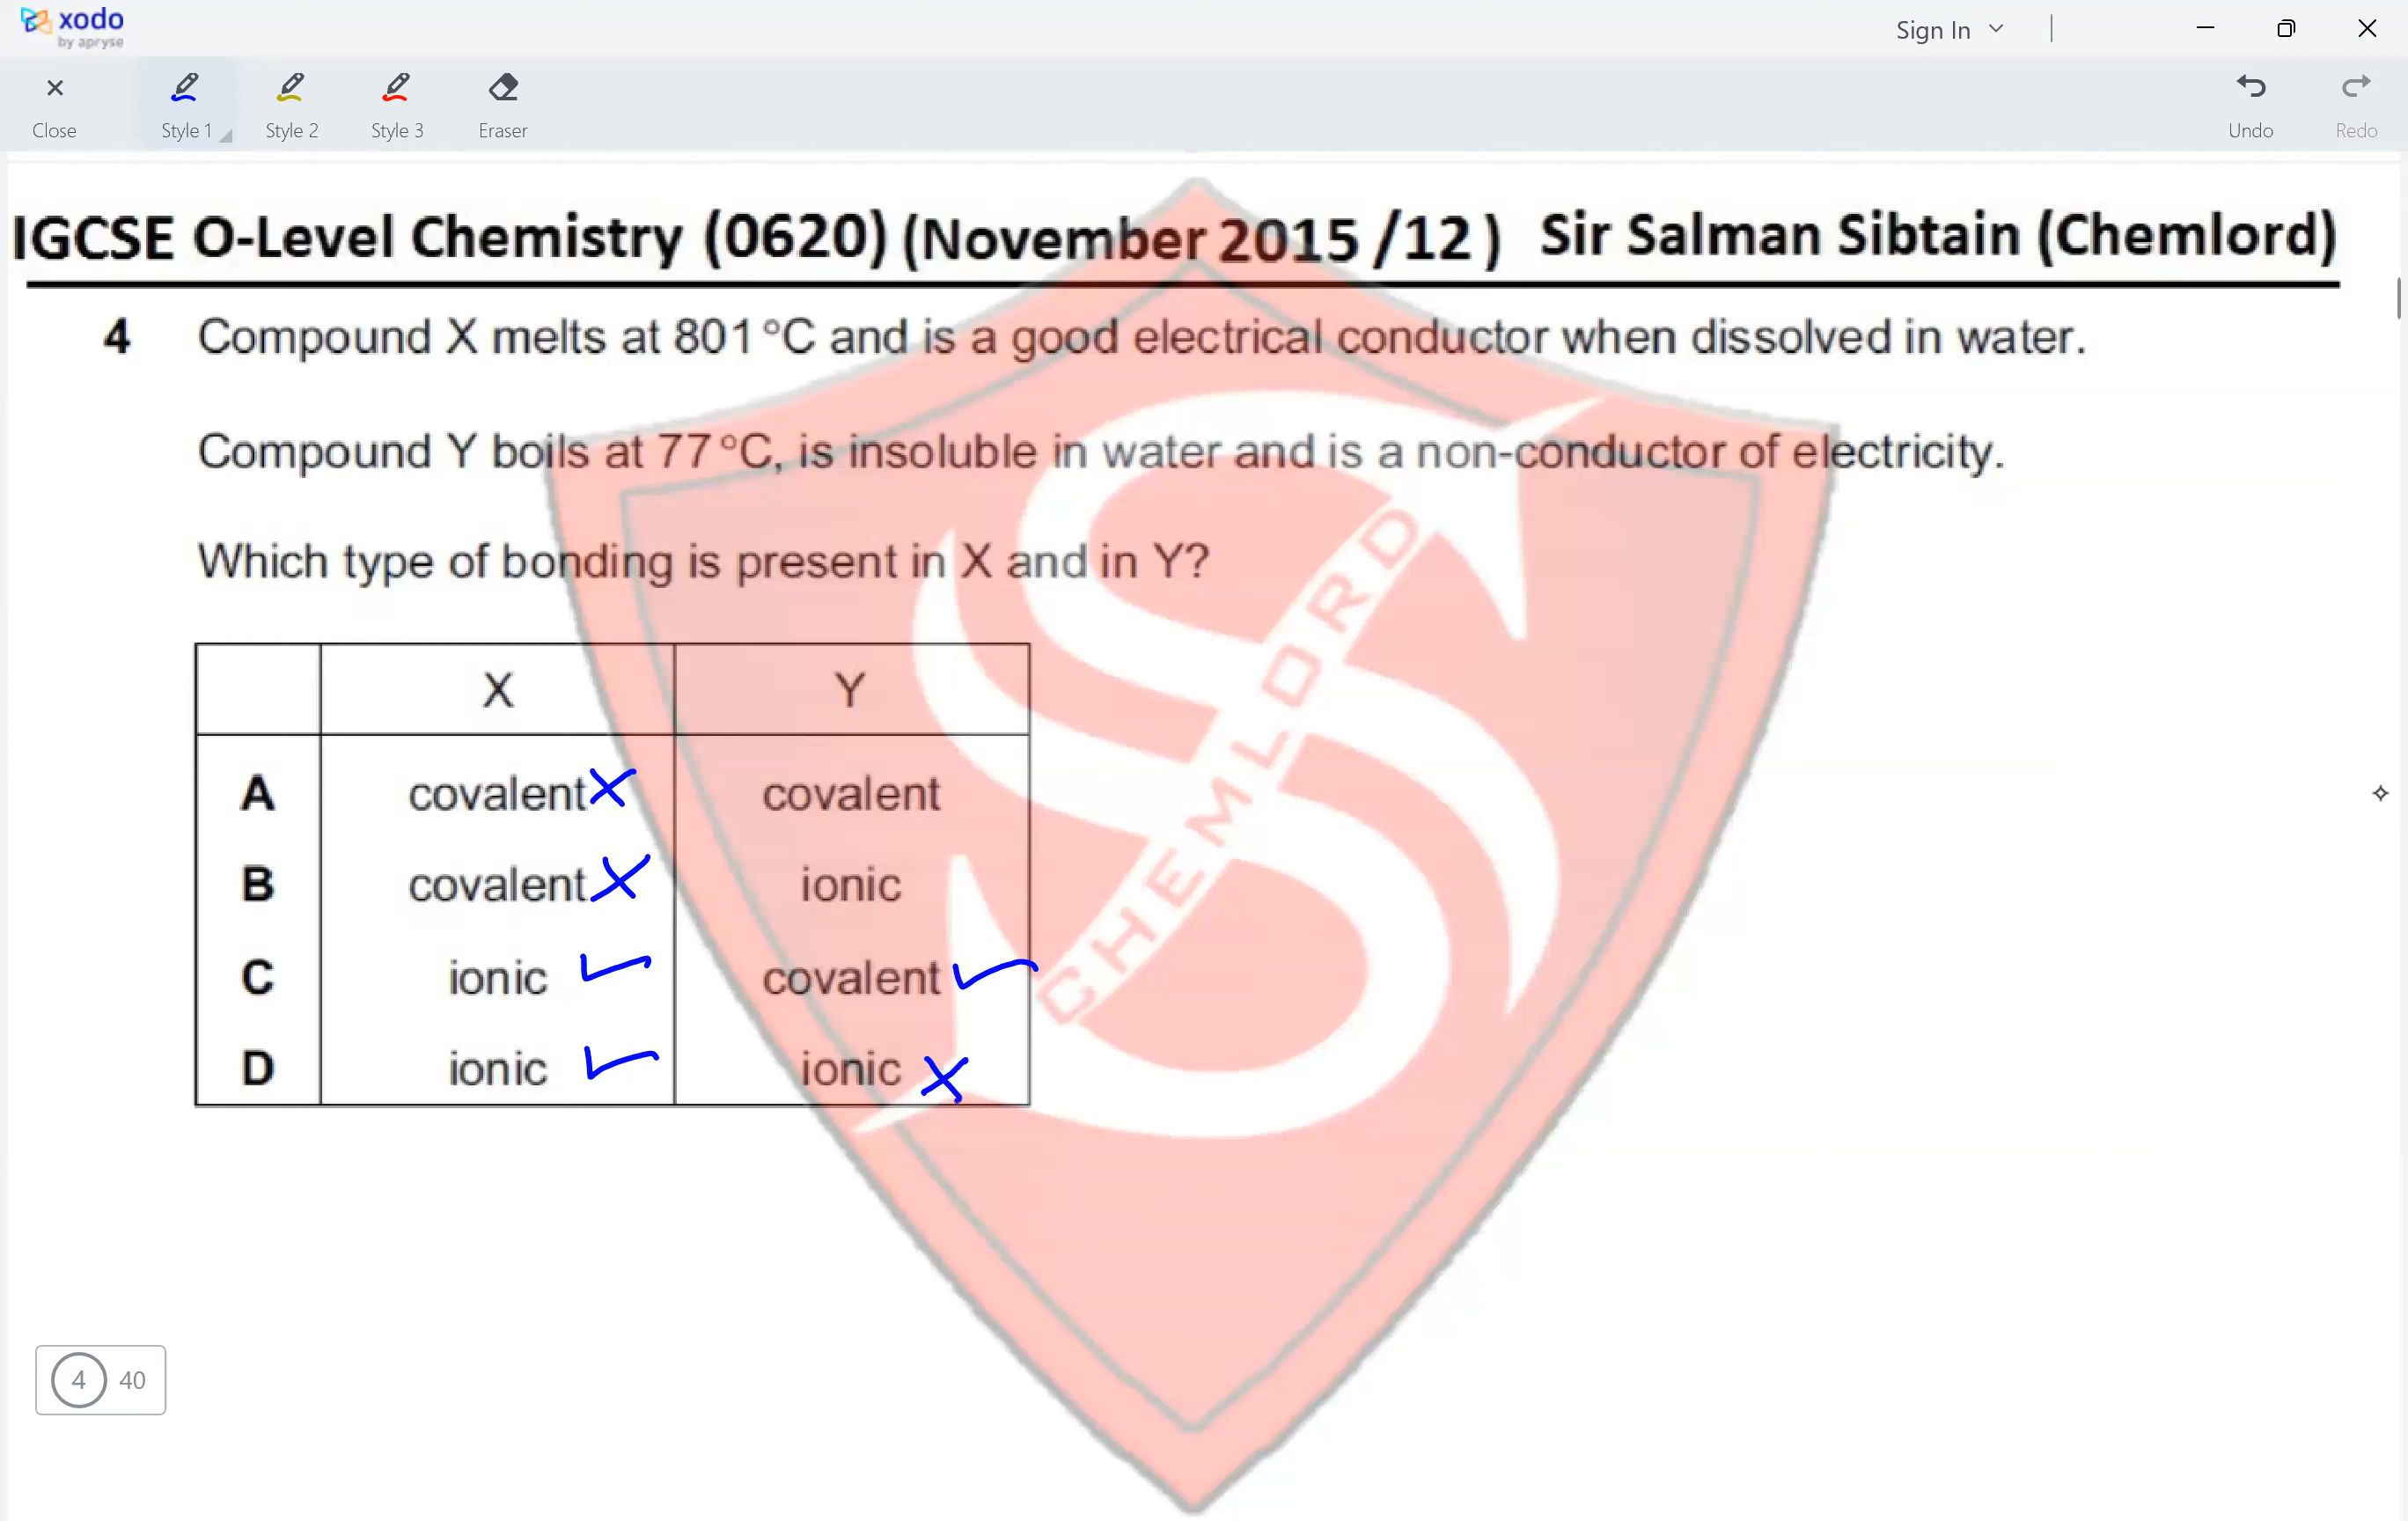 xodo
by apryse
Sign In
Close
Style 1
Style 2
Style 3
Eraser
Undo
Redo
IGCSE O-Level Chemistry (0620) (November 2015 /12 ) Sir Salman Sibtain (Chemlord)
4 Compound X melts at 801 °C and is a good electrical conductor when dissolved in water.
Compound Y boils at 77 °C, is insoluble in water and is a non-conductor of electricity.
Which type of bonding is present in X and in Y?
X Y
A covalent covalent
B covalent ionic
C ionic covalent
D ionic ionic
CHEMLORD
4 40